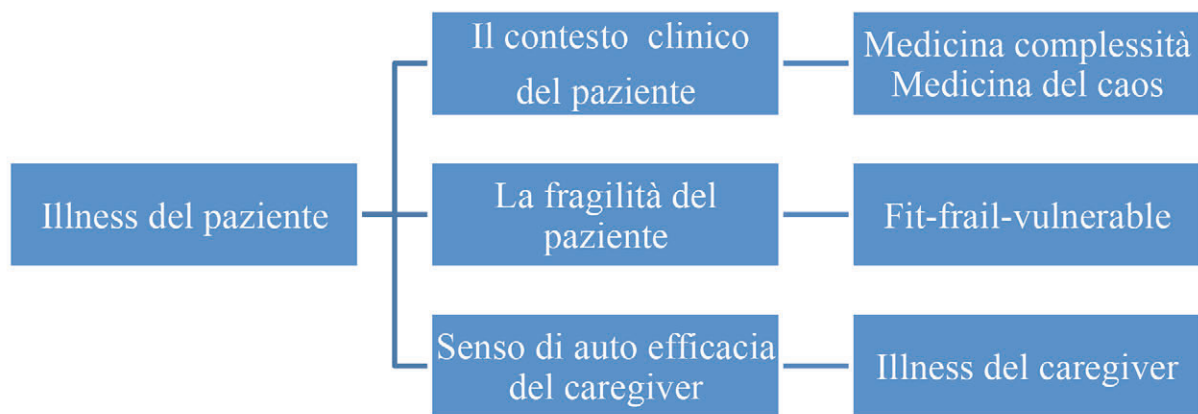 Illness del paziente
Il contesto clinico
del paziente
Medicina complessità
Medicina del caos
La fragilità del
paziente
Fit-frail-vulnerable
Senso di auto efficacia
del caregiver
Illness del caregiver